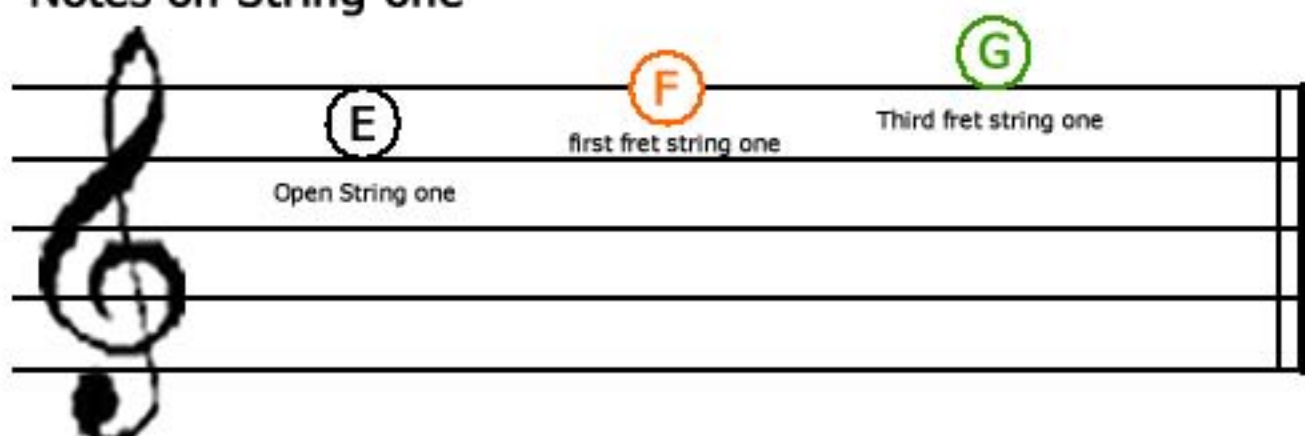 Notes on String one
G
F
E
Third fret string one
first fret string one
Open String one